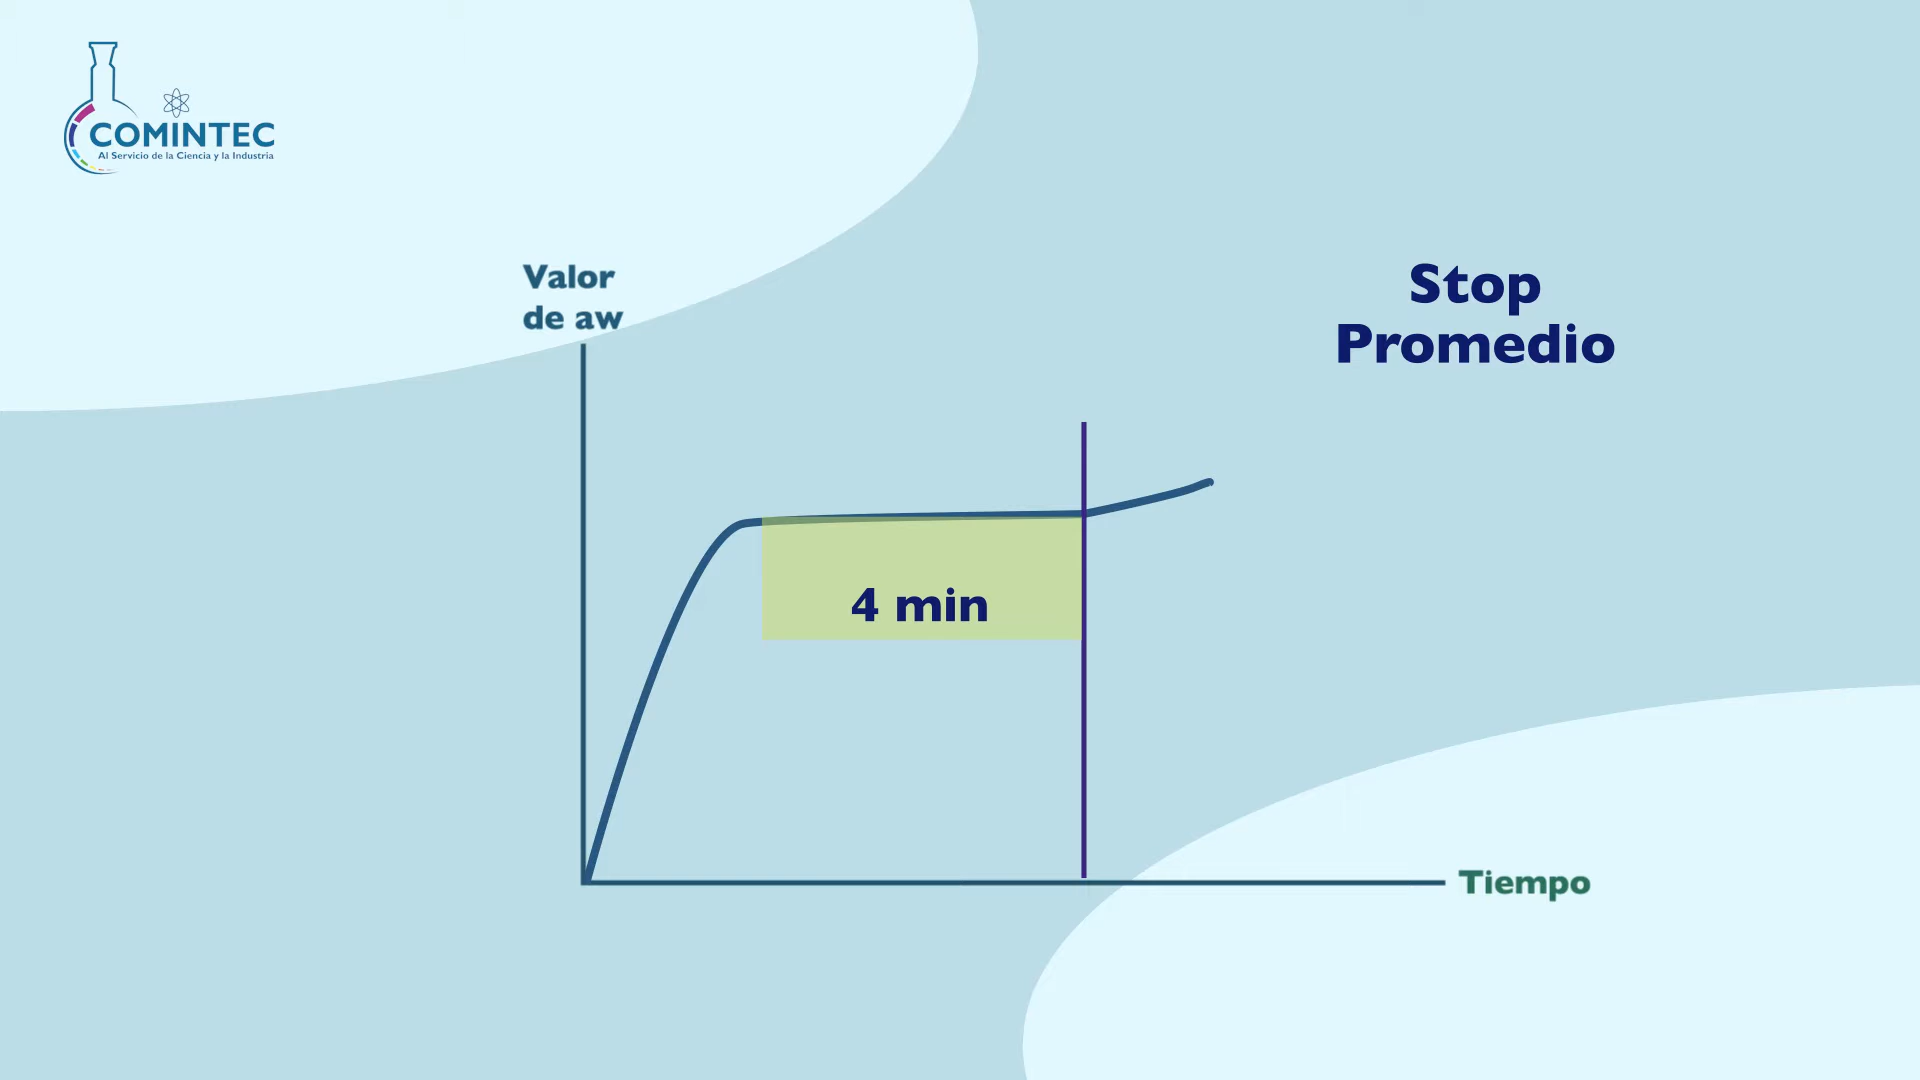 COMINTEC
Al Servicio de la Ciencia y la Industria
Valor
de aw
Stop
Promedio
4 min
Tiempo